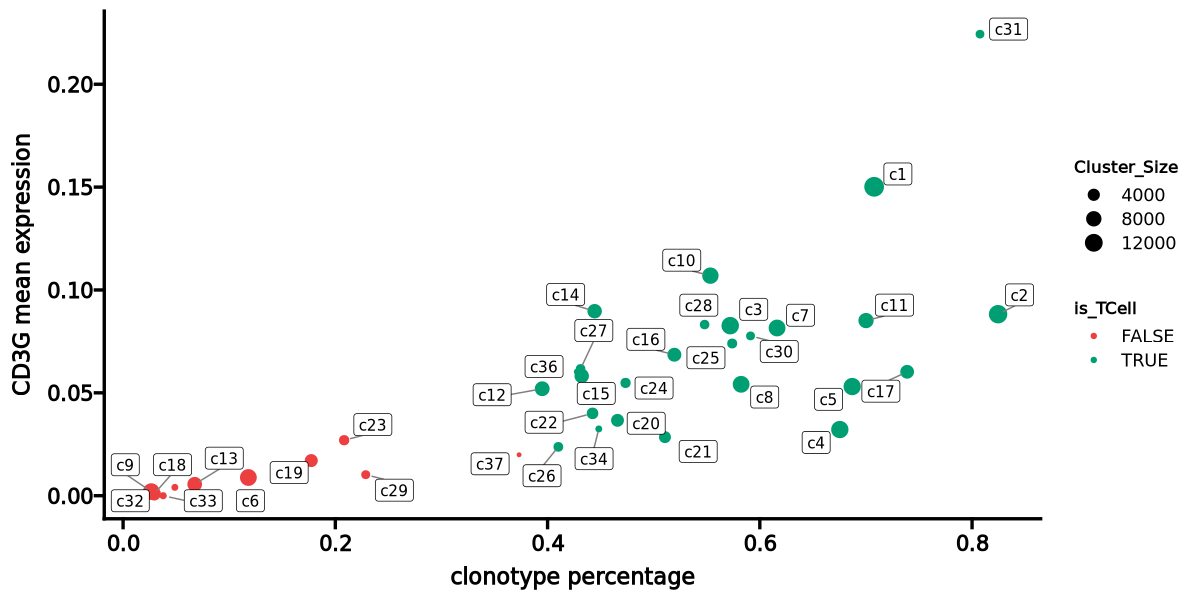 CD3G mean expression
0.20
0.15
0.10
0.05
0.00
c31
c1
c10
c14
c28
c3
c7
c11
c2
c27
c16
c25
c30
c36
c12
c15
c24
c8
c5
c17
c22
c20
c4
c21
c34
c26
c37
c23
c9
c18
c13
c19
c29
c32
c33
c6
0.0
0.2
0.4
0.6
0.8
clonotype percentage
Cluster_Size
4000
8000
12000
is_TCell
FALSE
TRUE